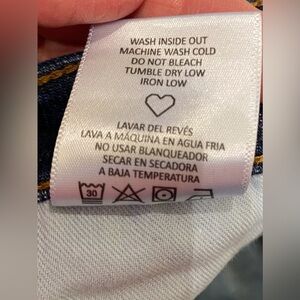 WASH INSIDE OUT
MACHINE WASH COLD
DO NOT BLEACH
TUMBLE DRY LOW
IRON LOW
LAVAR DEL REVÉS
LAVA A MÁQUINA EN AGUA FRIA
NO USAR BLANQUEADOR
SECAR EN SECADORA
A BAJA TEMPERATURA
30